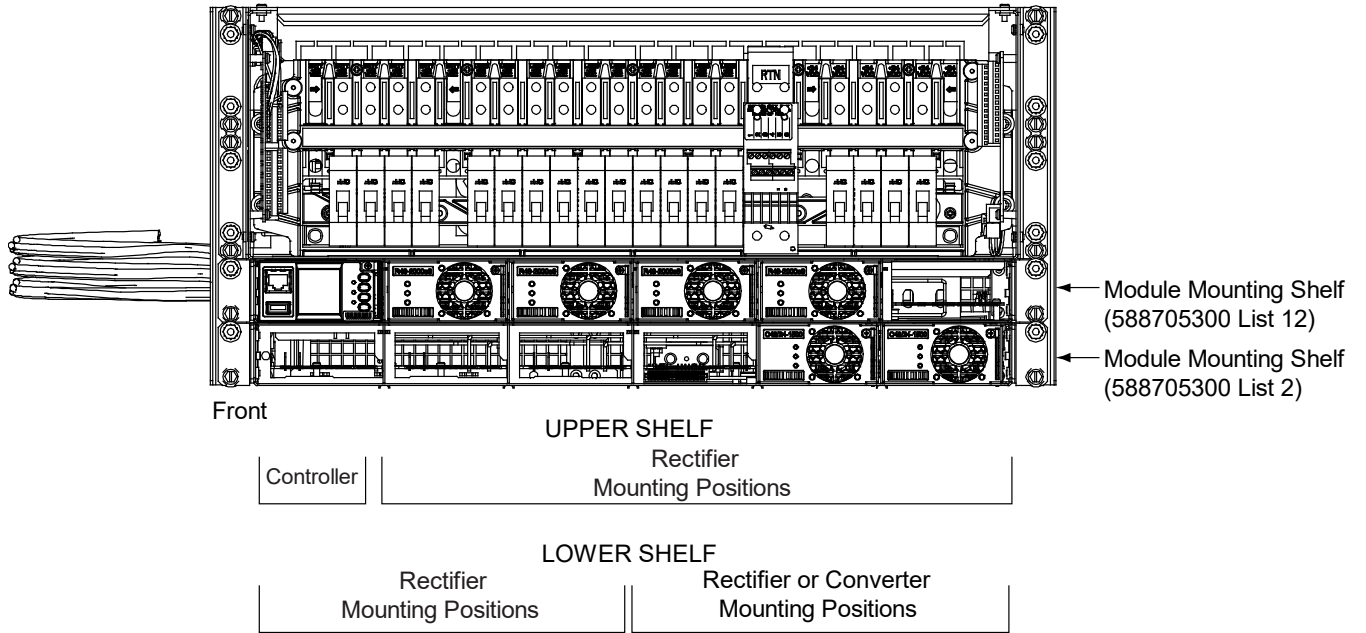 RTN
Module Mounting Shelf
(588705300 List 12)
Module Mounting Shelf
(588705300 List 2)
Front
UPPER SHELF
Controller
Rectifier
Mounting Positions
LOWER SHELF
Rectifier
Mounting Positions
Rectifier or Converter
Mounting Positions